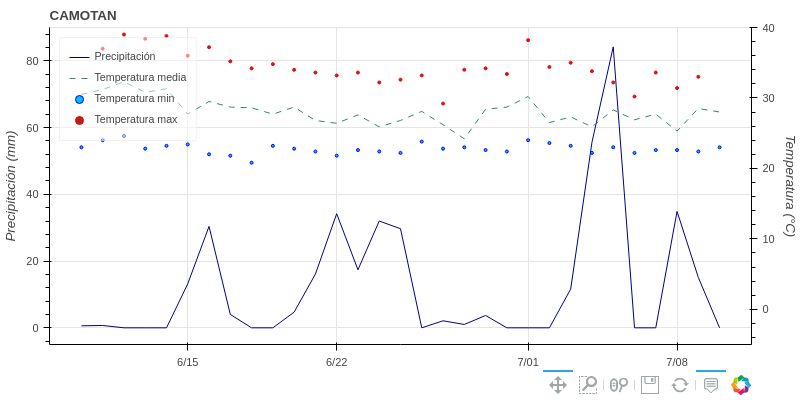 CAMOTAN
Precipitación
Temperatura media
Temperatura min
Temperatura max
Precipitación (mm)
80
60
40
20
0
Temperatura (°C)
40
30
20
10
0
6/15
6/22
7/01
7/08